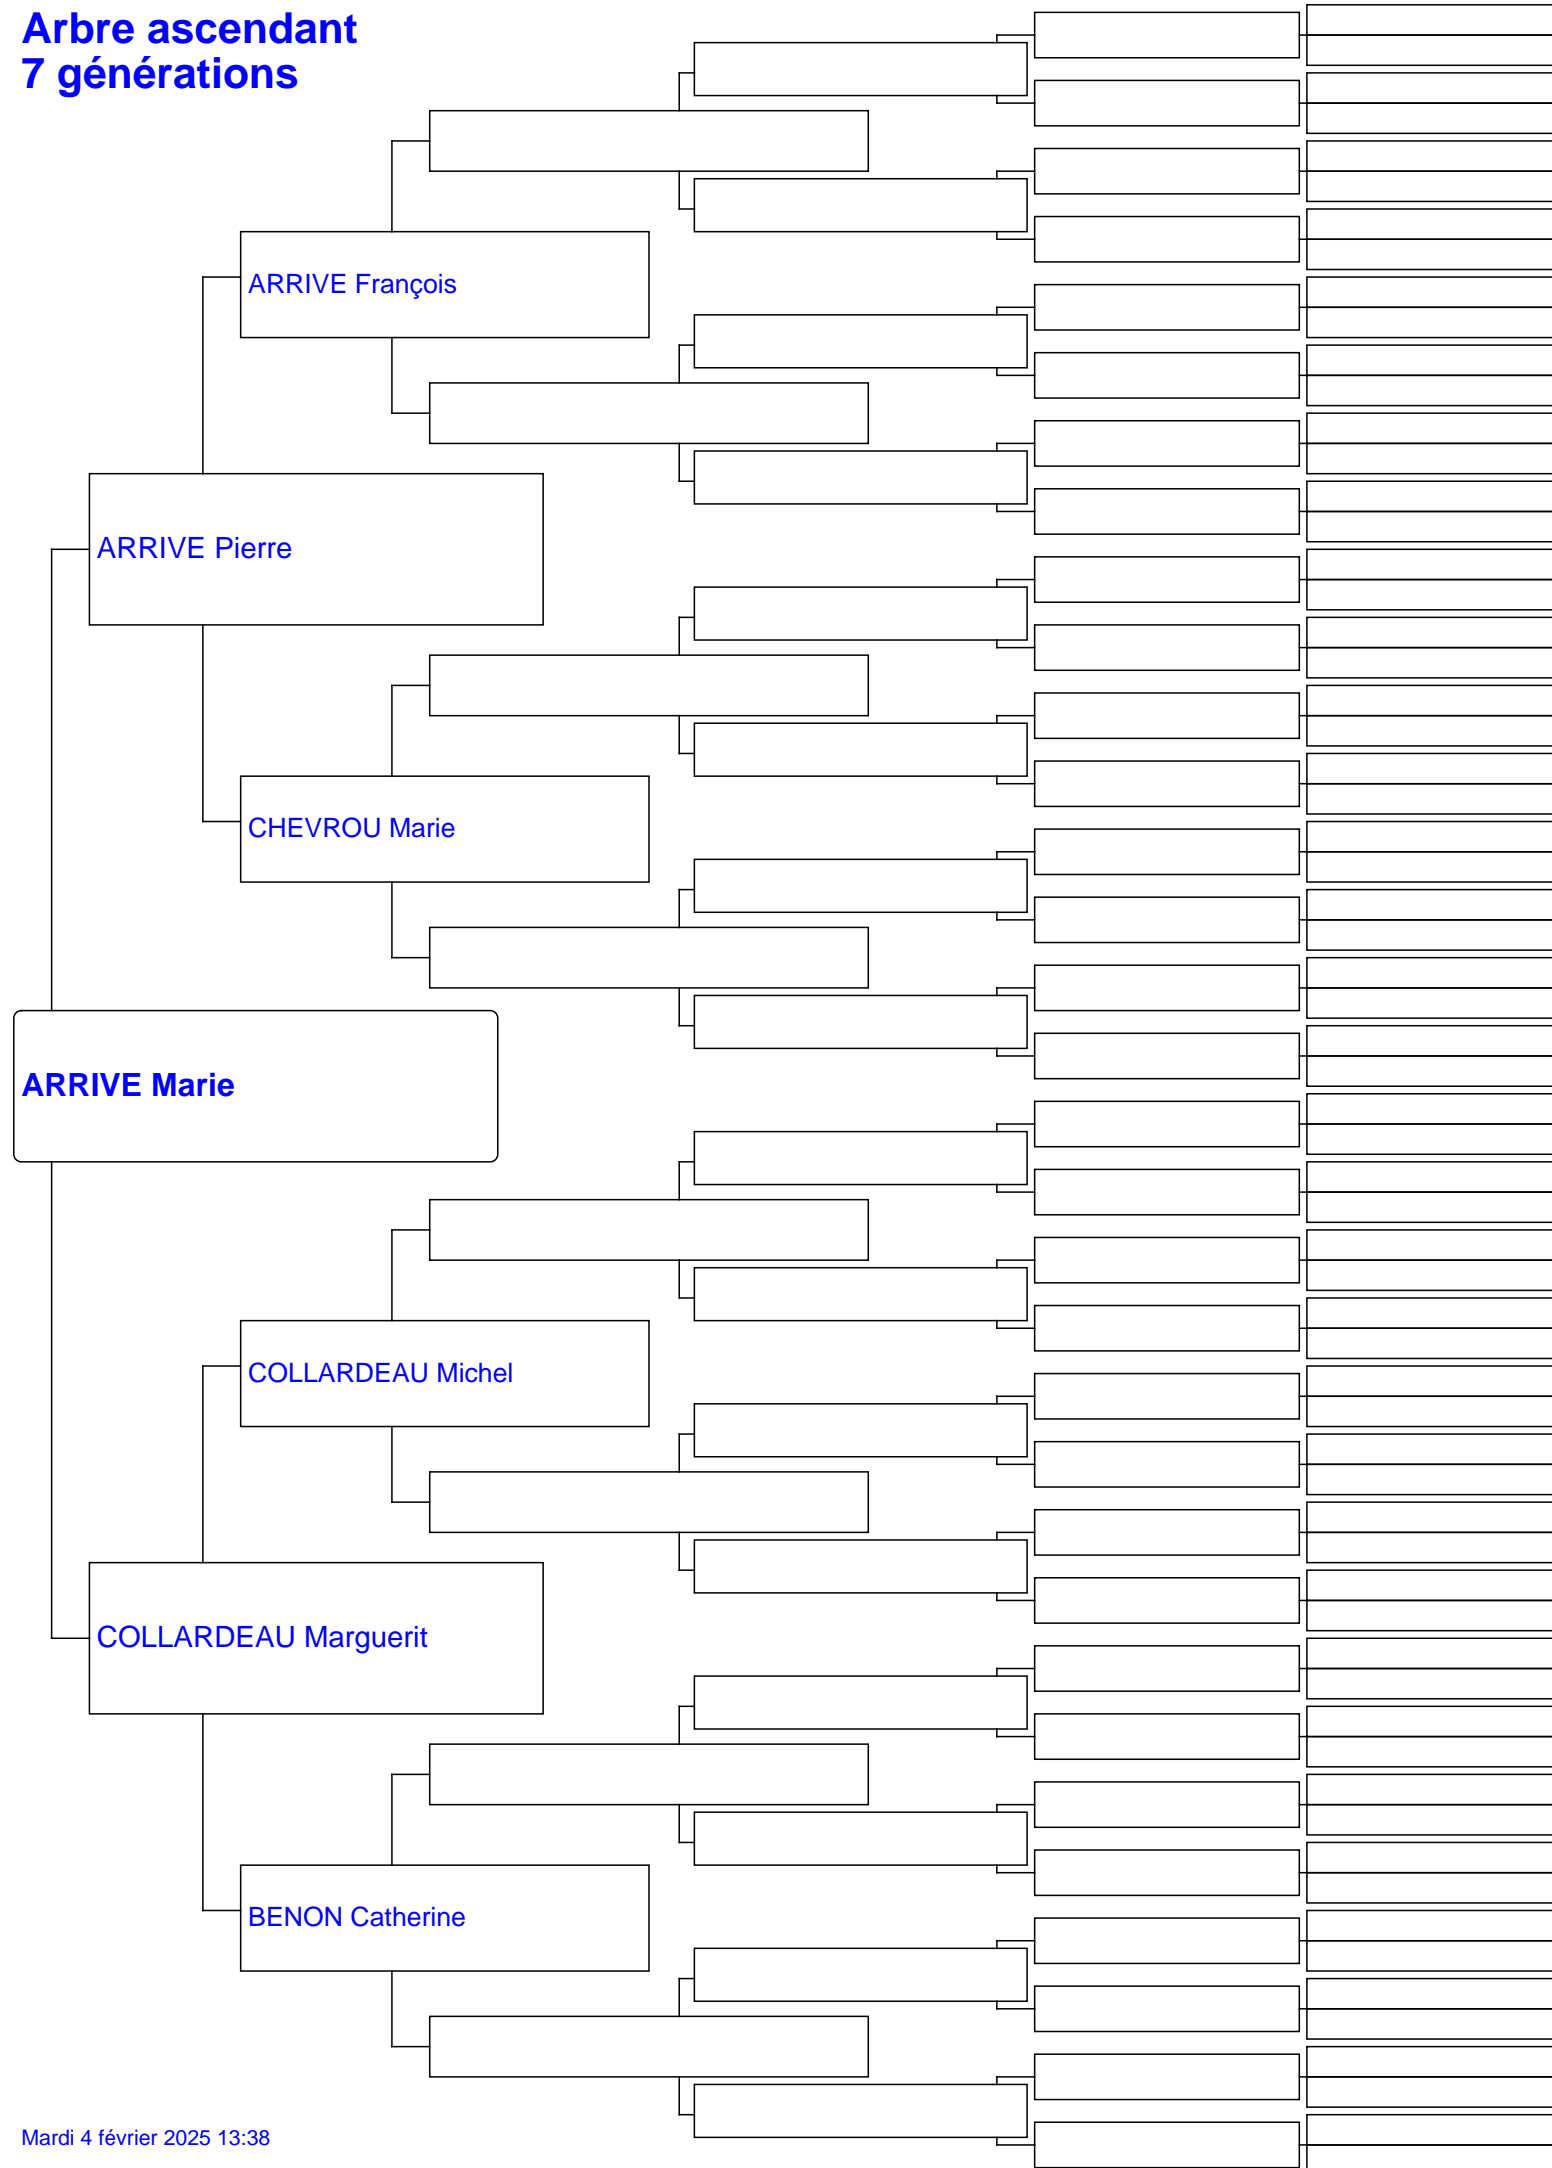 Arbre ascendant
7 générations
ARRIVE François
ARRIVE Pierre
CHEVROU Marie
ARRIVE Marie
COLLARDEAU Michel
COLLARDEAU Marguerit
BENON Catherine
Mardi 4 février 2025 13:38